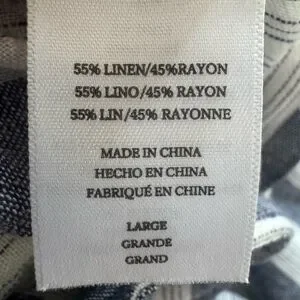 55% LINEN/45%RAYON
55% LINO/45% RAYON
55% LIN/45% RAYONNE
MADE IN CHINA
HECHO EN CHINA
FABRIQUÉ EN CHINE
LARGE
GRANDE
GRAND